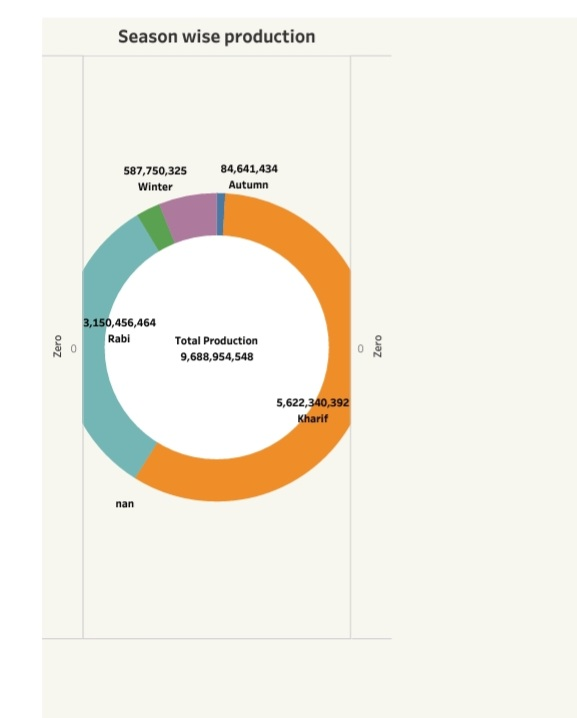 Season wise production
587,750,325
Winter
84,641,434
Autumn
3,150,456,464
Rabi
Total Production
9,688,954,548
Zero
0
0
Zero
5,622,340,392
Kharif
nan